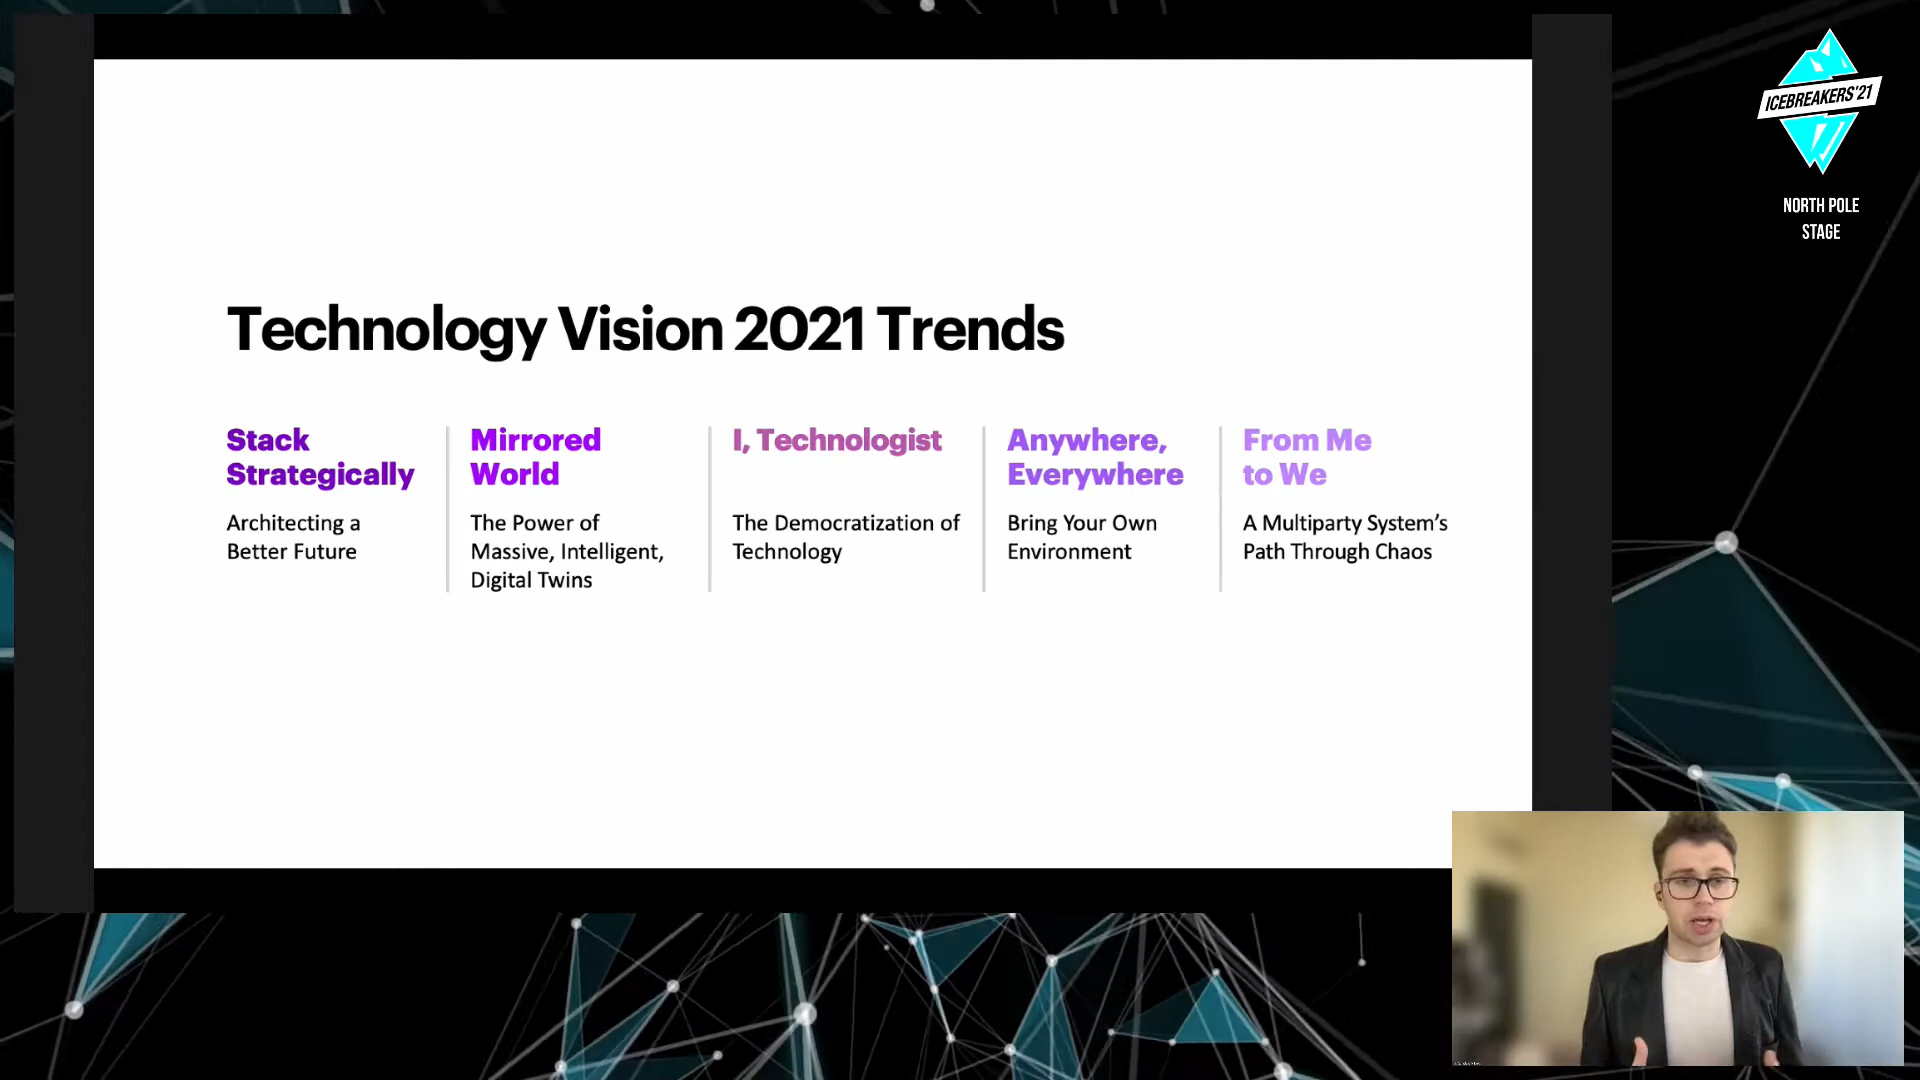 ICEBREAKERS'21
NORTH POLE
STAGE
Technology Vision 2021 Trends
Stack
Strategically
Architecting a
Better Future
Mirrored
World
The Power of
Massive, Intelligent,
Digital Twins
I, Technologist
The Democratization of
Technology
Anywhere,
Everywhere
Bring Your Own
Environment
From Me
to We
A Multiparty System’s
Path Through Chaos